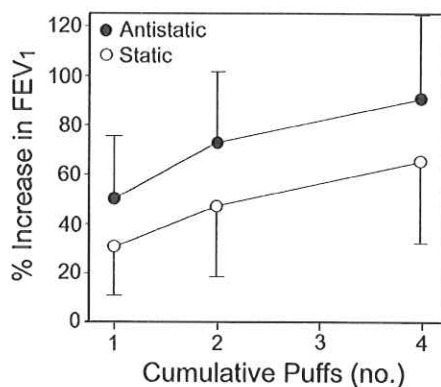 % Increase in FEV1
120
100
80
60
40
20
0
Antistatic
Static
1
2
3
4
Cumulative Puffs (no.)